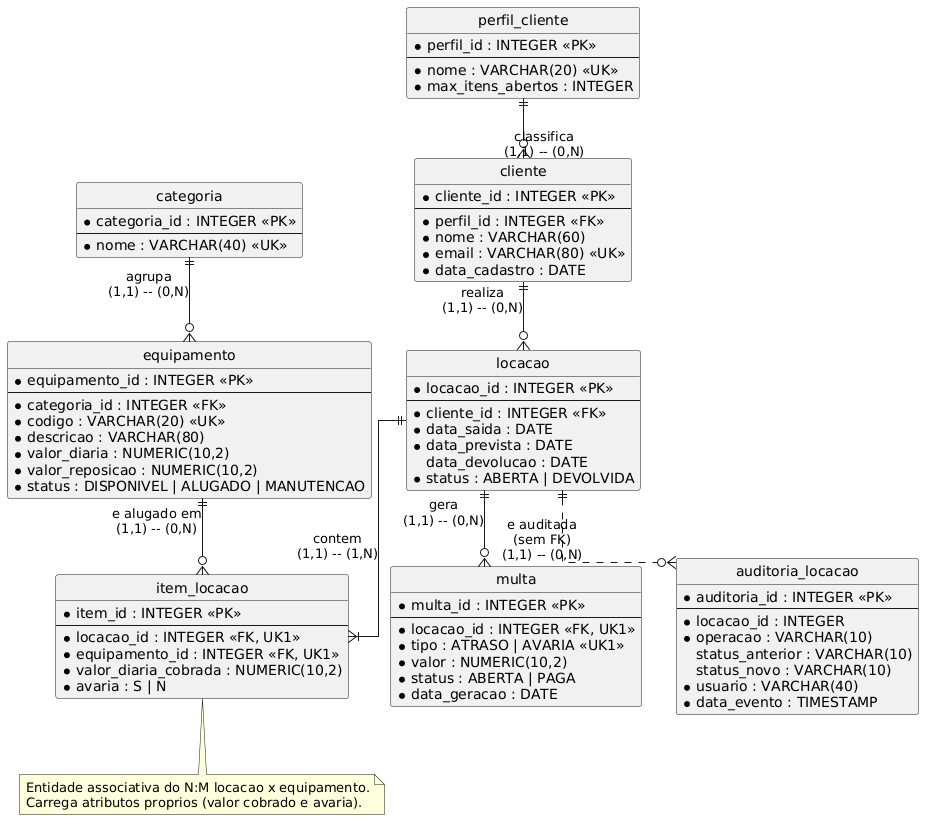 perfil_cliente
perfil_id : INTEGER «PK»
nome : VARCHAR(20) «UK»
max_itens_abertos : INTEGER
classifica
(1,1) -- (0,N)
cliente
cliente_id : INTEGER «PK»
perfil_id : INTEGER «FK»
nome : VARCHAR(60)
email : VARCHAR(80) «UK»
data_cadastro : DATE
categoria
categoria_id : INTEGER «PK»
nome : VARCHAR(40) «UK»
agrupa
(1,1) -- (0,N)
realiza
(1,1) -- (0,N)
equipamento
equipamento_id : INTEGER «PK»
categoria_id : INTEGER «FK»
codigo : VARCHAR(20) «UK»
descricao : VARCHAR(80)
valor_diaria : NUMERIC(10,2)
valor_reposicao : NUMERIC(10,2)
status : DISPONIVEL | ALUGADO | MANUTENCAO
locacao
locacao_id : INTEGER «PK»
cliente_id : INTEGER «FK»
data_saida : DATE
data_prevista : DATE
data_devolucao : DATE
status : ABERTA | DEVOLVIDA
e alugado em
(1,1) -- (0,N)
contem
(1,1) -- (1,N)
gera
(1,1) -- (0,N)
e auditada
(sem FK)
(1,1) -- (0,N)
item_locacao
item_id : INTEGER «PK»
locacao_id : INTEGER «FK, UK1»
equipamento_id : INTEGER «FK, UK1»
valor_diaria_cobrada : NUMERIC(10,2)
avaria : S | N
multa
multa_id : INTEGER «PK»
locacao_id : INTEGER «FK, UK1»
tipo : ATRASO | AVARIA «UK1»
valor : NUMERIC(10,2)
status : ABERTA | PAGA
data_geracao : DATE
auditoria_locacao
auditoria_id : INTEGER «PK»
locacao_id : INTEGER
operacao : VARCHAR(10)
status_anterior : VARCHAR(10)
status_novo : VARCHAR(10)
usuario : VARCHAR(40)
data_evento : TIMESTAMP
Entidade associativa do N:M locacao x equipamento.
Carrega atributos proprios (valor cobrado e avaria).